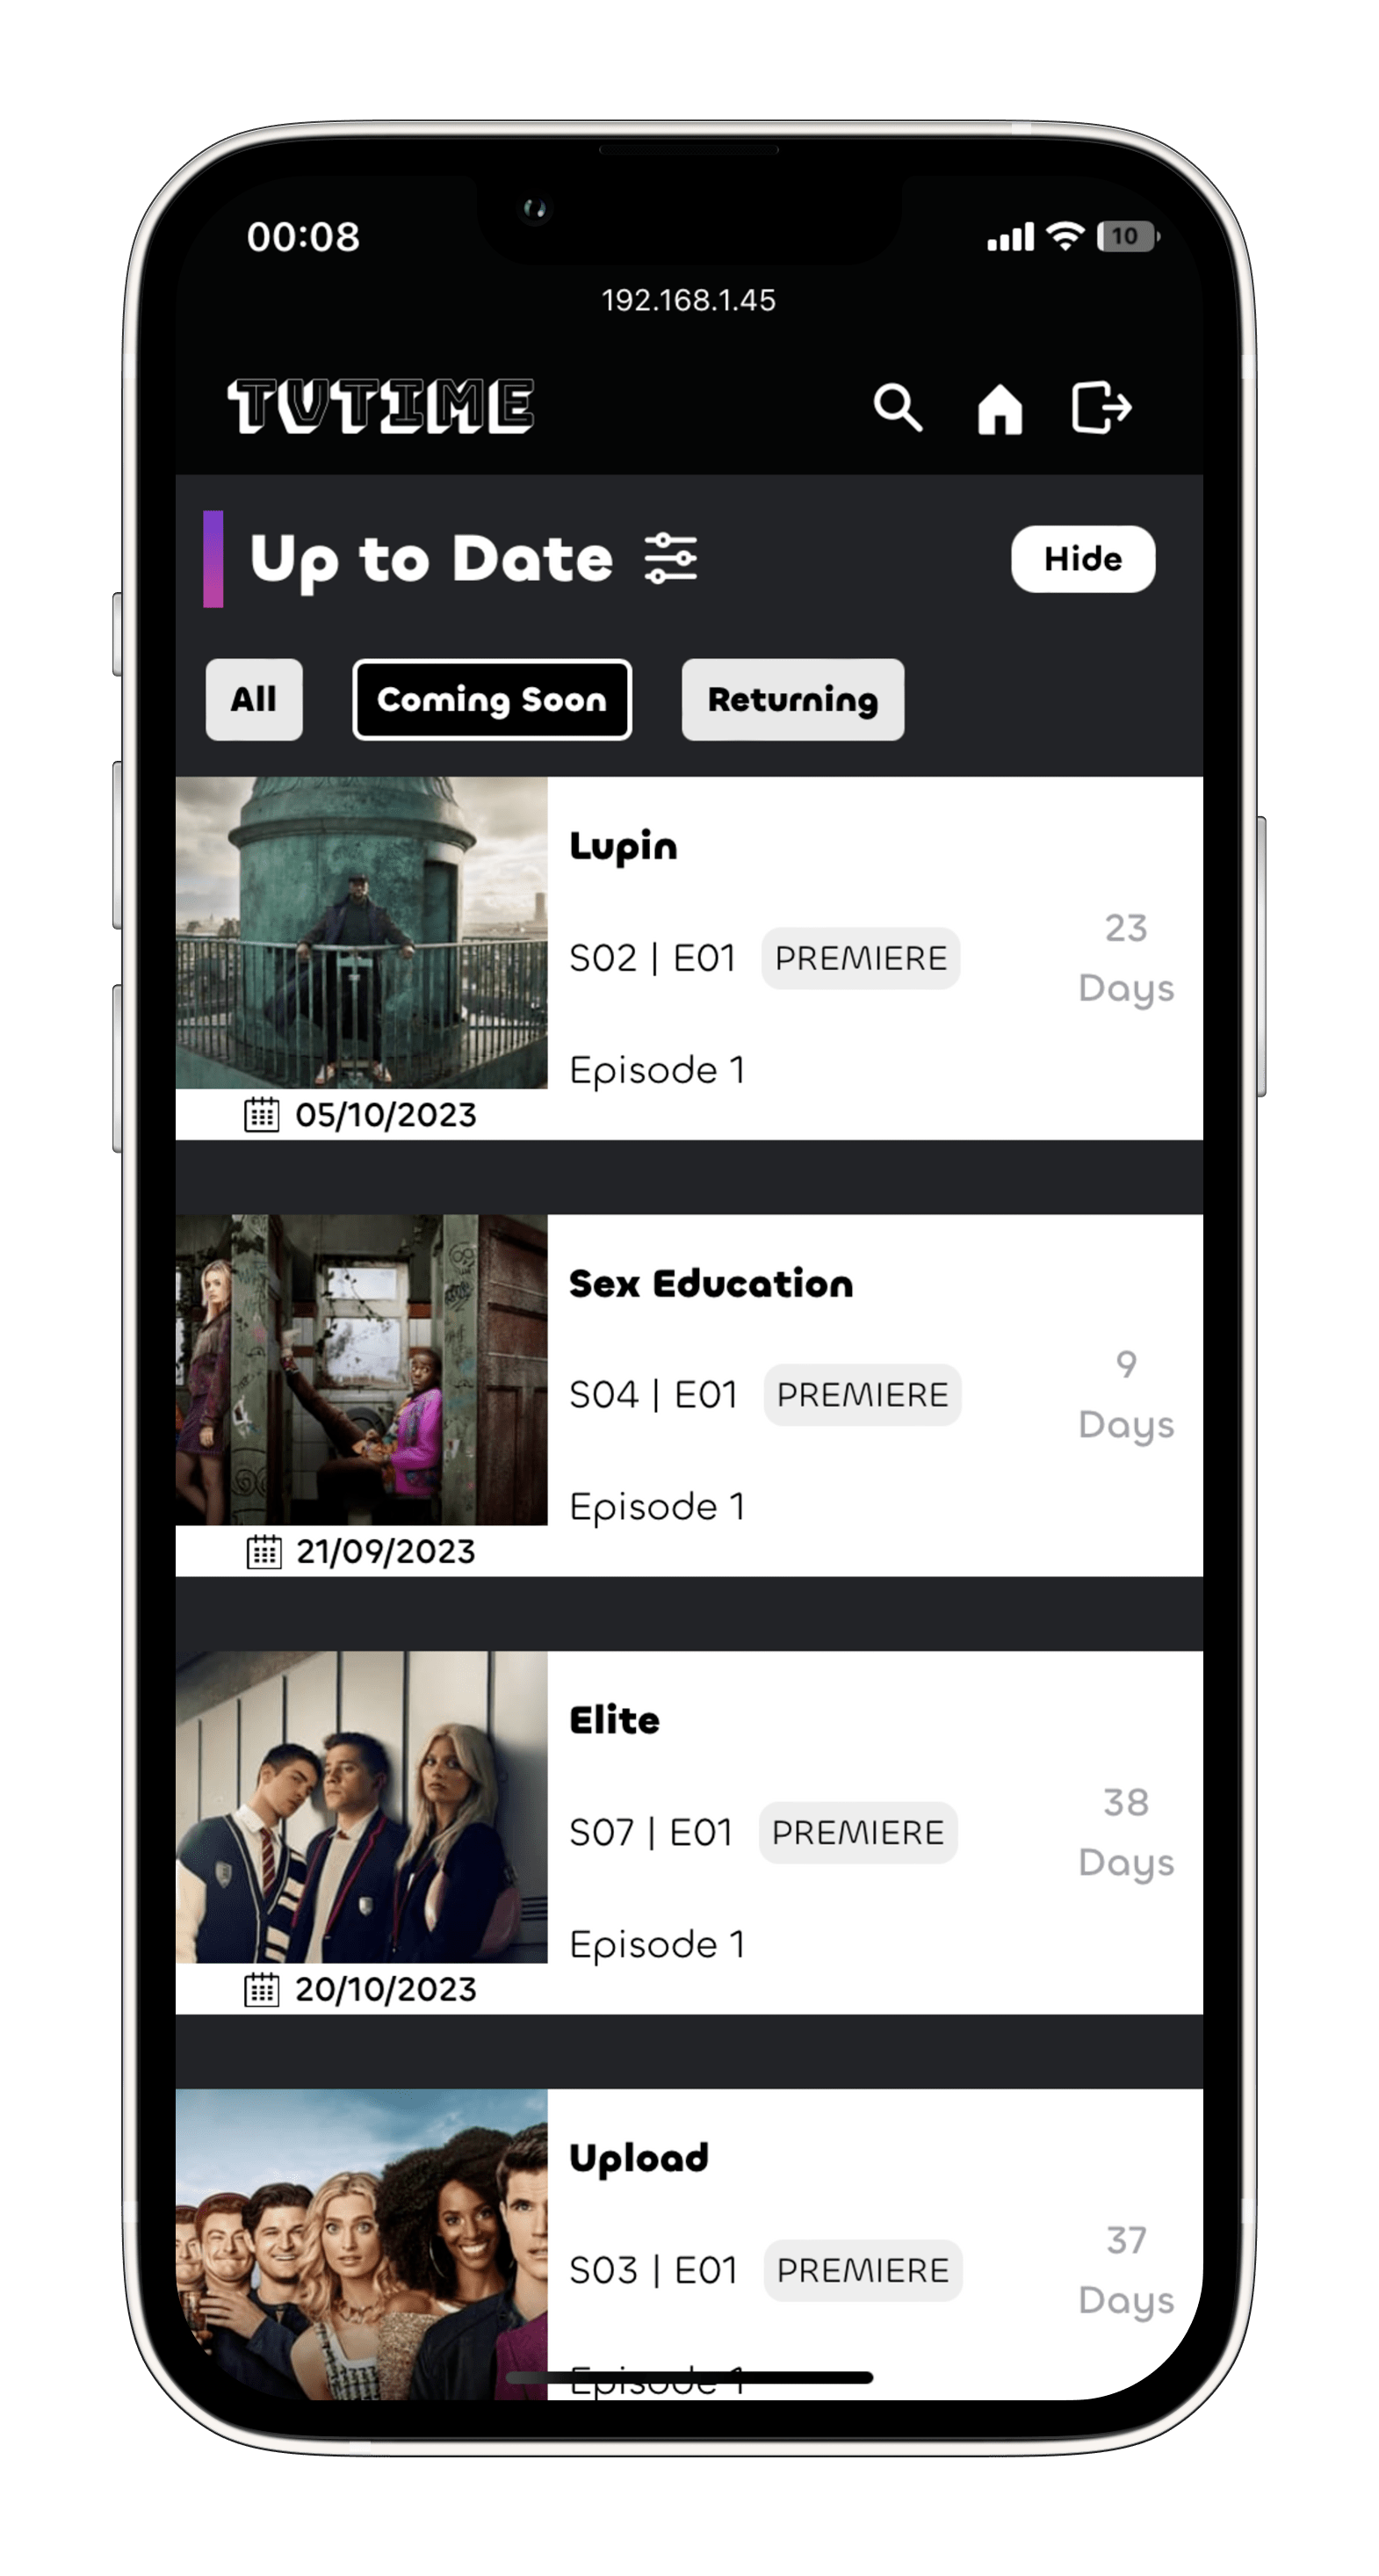 00:08
10
192.168.1.45
TVTIME
Up to Date
Hide
All
Coming Soon
Returning
Lupin
S02 | E01 PREMIERE
23
Days
Episode 1
05/10/2023
Sex Education
S04 | E01 PREMIERE
9
Days
Episode 1
21/09/2023
Elite
S07 | E01 PREMIERE
38
Days
Episode 1
20/10/2023
Upload
S03 | E01 PREMIERE
37
Days
Episode 1